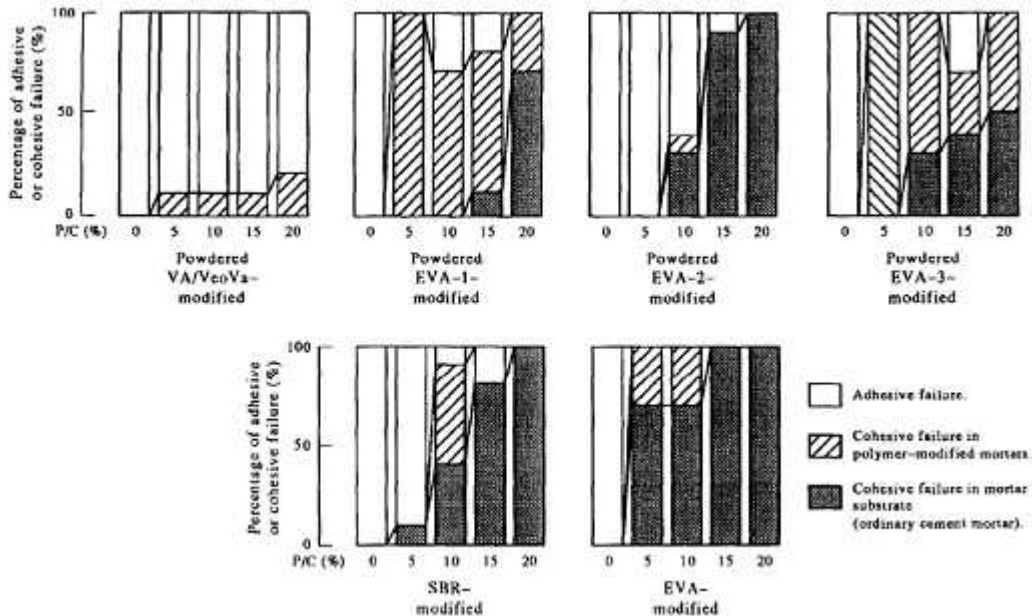 Percentage of adhesive
or cohesive failure (%)
100
50
0
P/C (%)
0 5 10 15 20
Powdered
VA/VeoVa–
modified
0 5 10 15 20
Powdered
EVA–1–
modified
0 5 10 15 20
Powdered
EVA–2–
modified
0 5 10 15 20
Powdered
EVA–3–
modified
Percentage of adhesive
or cohesive failure (%)
100
50
0
P/C (%)
0 5 10 15 20
SBR–
modified
0 5 10 15 20
EVA–
modified
Adhesive failure.
Cohesive failure in
polymer–modified mortars.
Cohesive failure in mortar
substrate
(ordinary cement mortar).